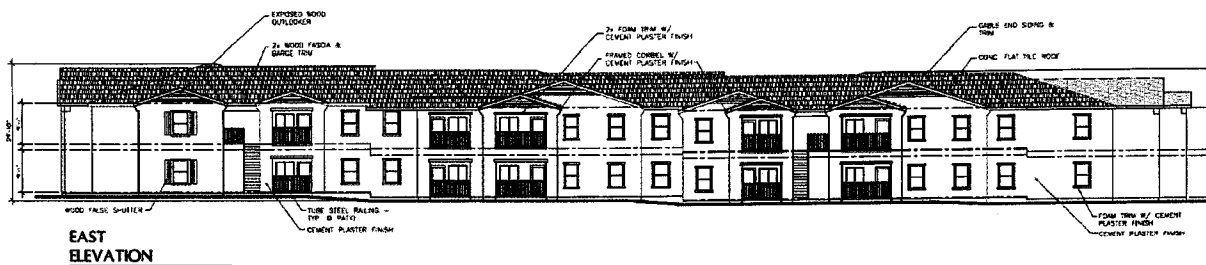 EXPOSED WOOD
OUTLOOKER
2x WOOD FASCIA &
BARGE TRIM
2x FOAM TRIM W/
CEMENT PLASTER FINISH
FRAMED CORBEL W/
CEMENT PLASTER FINISH
GABLE END SIDING &
TRIM
CONC. FLAT TILE ROOF
WOOD FALSE SHUTTER
TUBE STEEL RAILING -
TYP @ PATIO
CEMENT PLASTER FINISH
FOAM TRIM W/ CEMENT
PLASTER FINISH
CEMENT PLASTER FINISH
EAST
ELEVATION